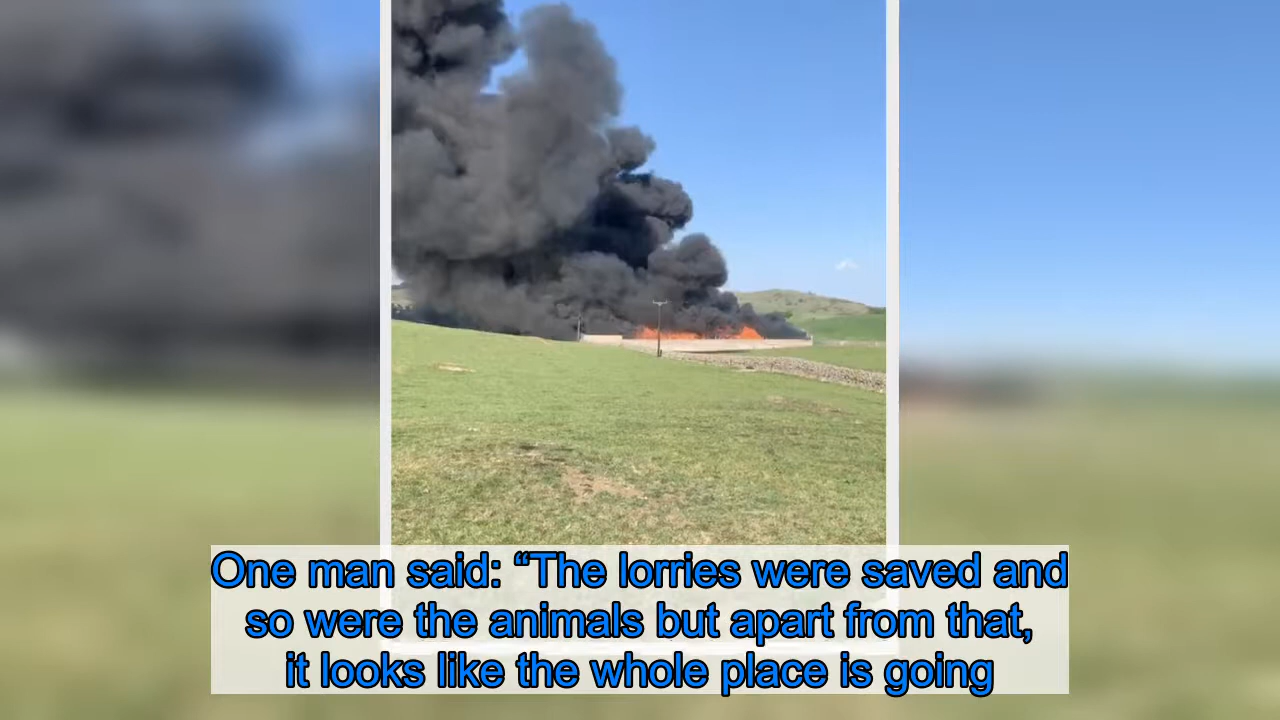 One man said: “The lorries were saved and
so were the animals but apart from that,
it looks like the whole place is going